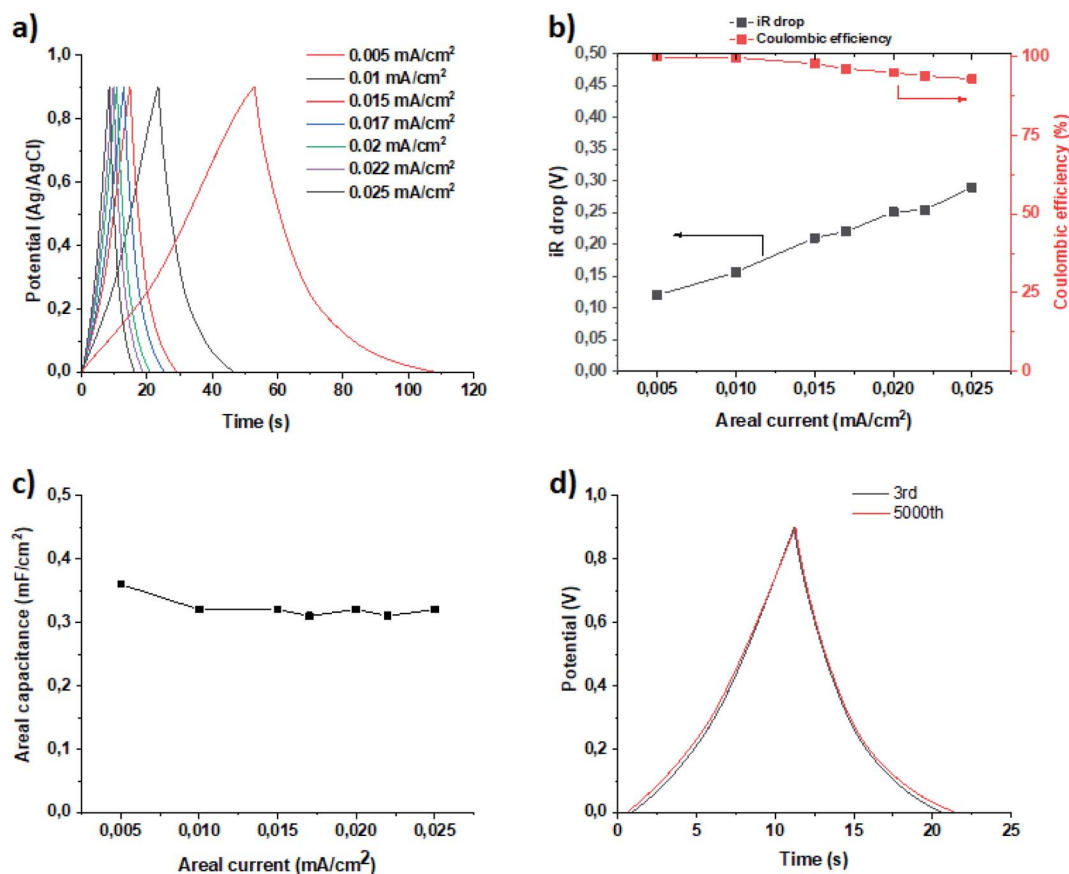 a)
0.005 mA/cm²
0.01 mA/cm²
0.015 mA/cm²
0.017 mA/cm²
0.02 mA/cm²
0.022 mA/cm²
0.025 mA/cm²
1,0
0,8
0,6
0,4
0,2
0,0
Potential (Ag/AgCl)
0 20 40 60 80 100 120
Time (s)
b)
iR drop
Coulombic efficiency
0,50
0,45
0,40
0,35
0,30
0,25
0,20
0,15
0,10
0,05
0,00
iR drop (V)
100
75
50
25
0
Coulombic efficiency (%)
0,005 0,010 0,015 0,020 0,025
Areal current (mA/cm²)
c)
0,5
0,4
0,3
0,2
0,1
0,0
Areal capacitance (mF/cm²)
0,005 0,010 0,015 0,020 0,025
Areal current (mA/cm²)
d)
3rd
5000th
1,0
0,8
0,6
0,4
0,2
0,0
Potential (V)
0 5 10 15 20 25
Time (s)